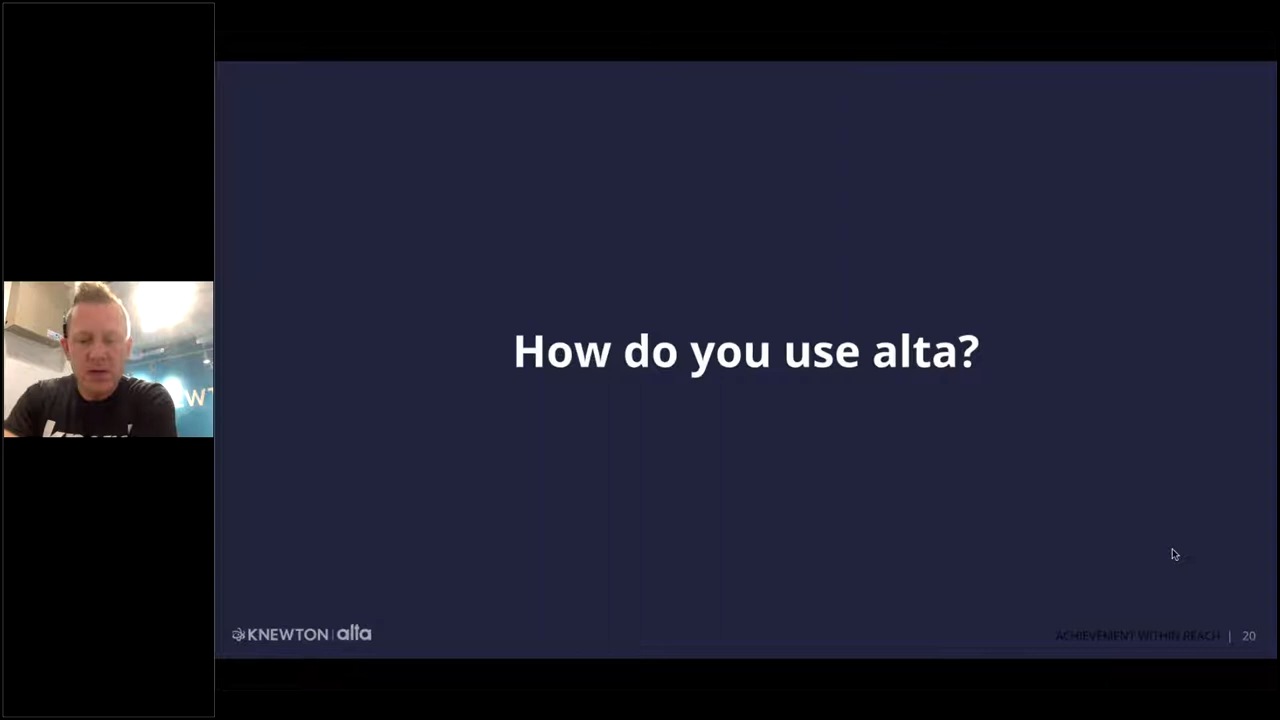 How do you use alta?
KNEWTON | alta
ACHIEVEMENT WITHIN REACH | 20